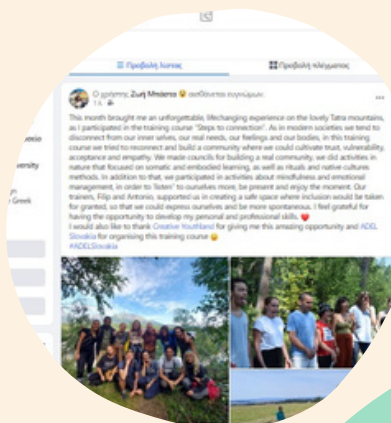 Προβολή λίστας
Προβολή πλέγματος
Ο χρήστης Ζωή Μπάστα αισθάνεται ευγνώμων.
This month brought me an unforgettable, lifechanging experience on the lovely Tatra mountains,
as I participated in the training course "Steps to connection". As in modern societies we tend to
disconnect from our inner selves, our real needs, our feelings and our bodies, in this training
course we tried to reconnect and build a community where we could cultivate trust, vulnerability,
acceptance and empathy. We made councils for building a real community, we did activities in
nature that focused on somatic and embodied learning, as well as rituals and native-cultures
methods. in addition to that, we participated in activities about mindfulness and emotional
management, in order to 'listen' to ourselves more, be present and enjoy the moment. Our
trainers, Filip and Antonio, supported us in creating a safe space where inclusion would be taken
for granted, so that we could express ourselves and be more spontaneous. I feel grateful for
having the opportunity to develop my personal and professional skills.
I would also like to thank Creative Youthland for giving me this amazing opportunity and ADEL
Slovakia for organising this training course
#ADELSlovakia
versity
Greek